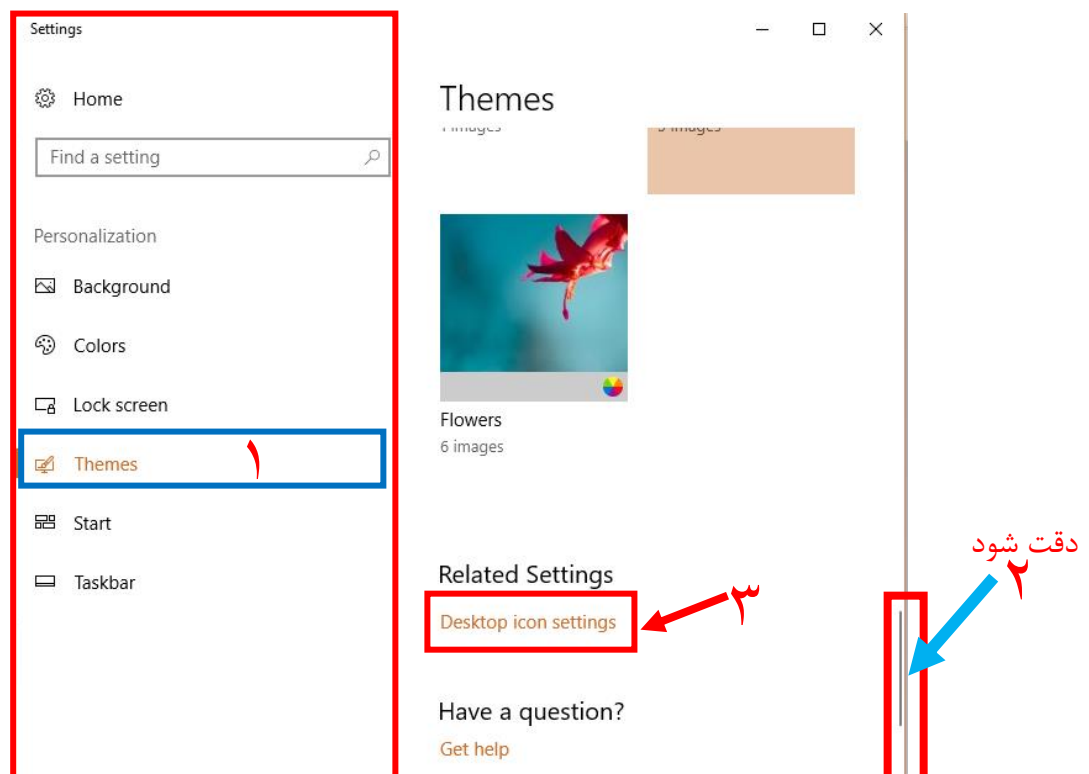 Settings
Home
Find a setting
Personalization
Background
Colors
Lock screen
Themes
۱
Start
Taskbar
Themes
Flowers
6 images
Related Settings
Desktop icon settings
۳
Have a question?
Get help
دقت شود
۲